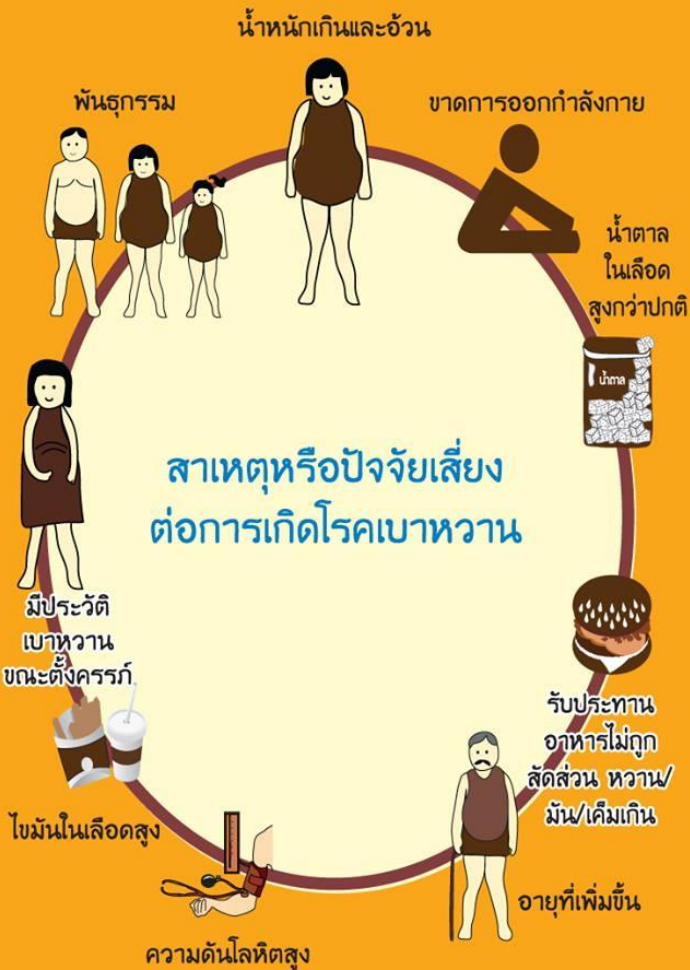 น้ำหนักเกินและอ้วน
พันธุกรรม
ขาดการออกกำลังกาย
น้ำตาล
ในเลือด
สูงกว่าปกติ
น้ำตาล
สาเหตุหรือปัจจัยเสี่ยง
ต่อการเกิดโรคเบาหวาน
มีประวัติ
เบาหวาน
ขณะตั้งครรภ์
รับประทาน
อาหารไม่ถูก
สัดส่วน หวาน/
มัน/เค็มเกิน
ไขมันในเลือดสูง
อายุที่เพิ่มขึ้น
ความดันโลหิตสูง